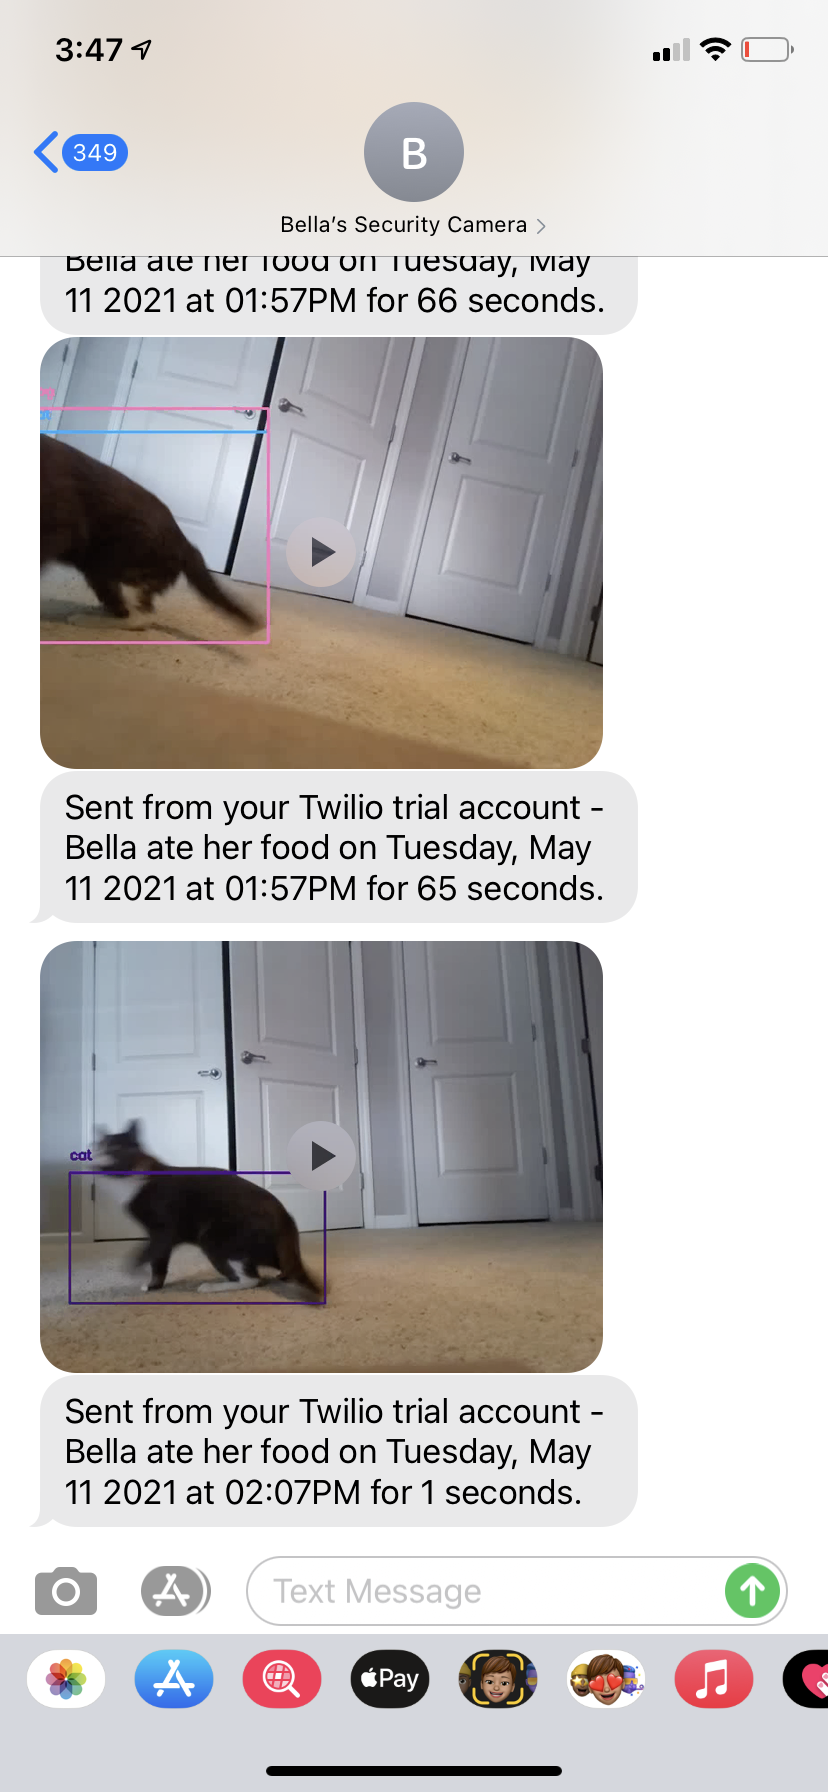 3:47
349
B
Bella's Security Camera
Bella ate her food on Tuesday, May
11 2021 at 01:57PM for 66 seconds.
Sent from your Twilio trial account -
Bella ate her food on Tuesday, May
11 2021 at 01:57PM for 65 seconds.
cat
Sent from your Twilio trial account -
Bella ate her food on Tuesday, May
11 2021 at 02:07PM for 1 seconds.
Text Message
Pay